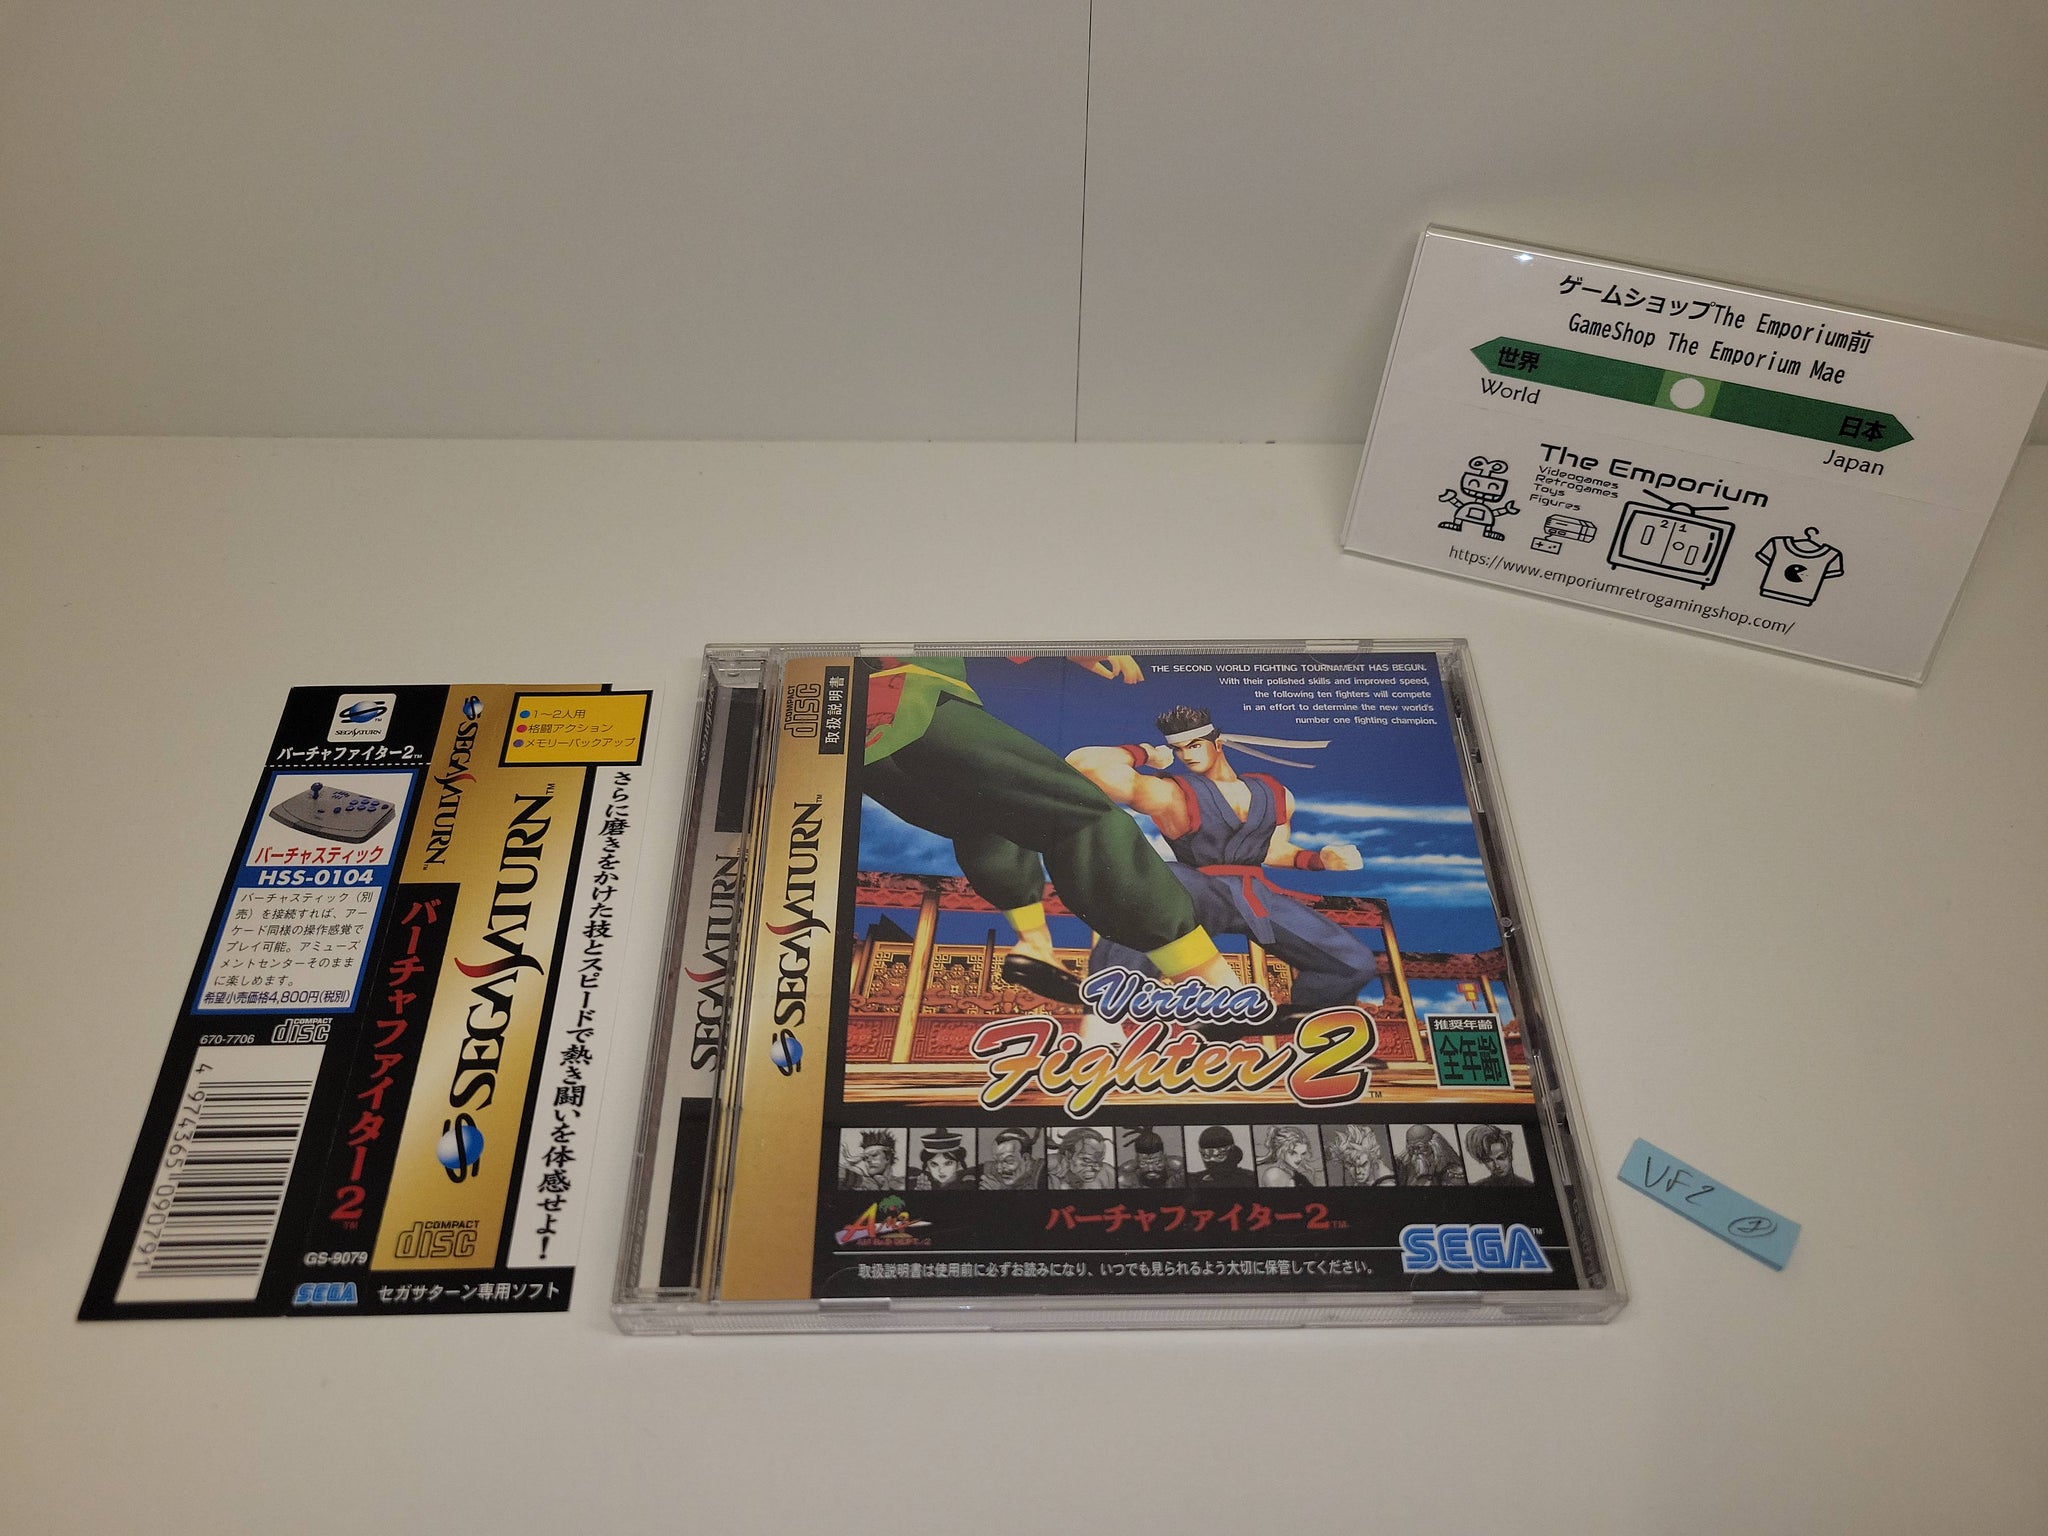 ゲームショップThe Emporium前
GameShop The Emporium Mae
世界
World
日本
Japan
The Emporium
Videogames
Retrogames
Toys
Figures
2 1
https://www.emporiumretrogamingshop.com/
SEGA SATURN
バーチャファイター2™
バーチャスティック
HSS-0104
バーチャスティック（別
売）を接続すれば、アー
ケード同様の操作感覚で
プレイ可能。アミューズ
メントセンターそのまま
に楽しめます。
希望小売価格4,800円(税別)
670-7706
COMPACT disc
4 974365 090791
SEGA SATURN™
バーチャファイター2™
GS-9079
SEGA
●1〜2人用
●格闘アクション
●メモリーバックアップ
SEGA SATURN™
COMPACT disc
さらに磨きをかけた技とスピードで熱き闘いを体感せよ！
セガサターン専用ソフト
SEGA SATURN
COMPACT disc
取扱説明書
SEGA SATURN™
THE SECOND WORLD FIGHTING TOURNAMENT HAS BEGUN.
With their polished skills and improved speed,
the following ten fighters will compete
in an effort to determine the new world's
number one fighting champion.
Virtua
Fighter 2™
推奨年齢
全年齢
AM2
バーチャファイター2™
SEGA™
取扱説明書は使用前に必ずお読みになり、いつでも見られるよう大切に保管してください。
VF2